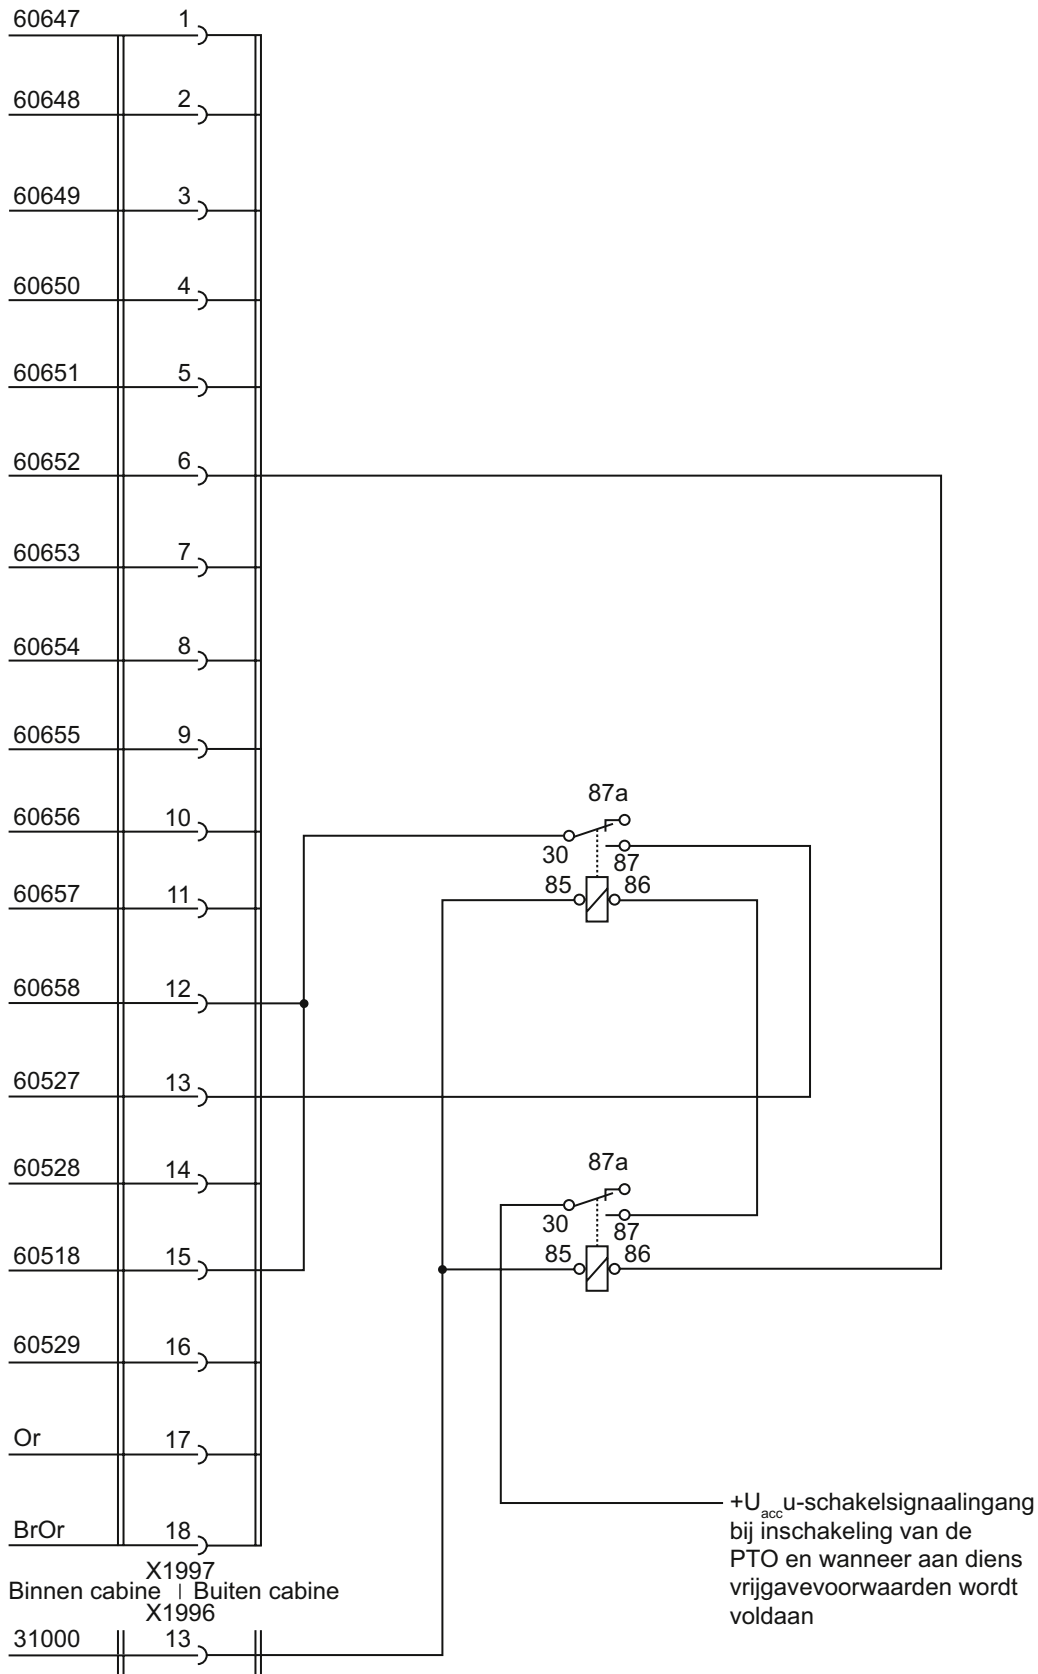 60647 1
60648 2
60649 3
60650 4
60651 5
60652 6
60653 7
60654 8
60655 9
87a
60656 10
30 87
85 86
60657 11
60658 12
60527 13
87a
60528 14
30 87
85 86
60518 15
60529 16
Or 17
+Uaccu-schakelsignaalingang
bij inschakeling van de
PTO en wanneer aan diens
vrijgavevoorwaarden wordt
voldaan
BrOr 18
X1997
Binnen cabine | Buiten cabine
X1996
31000 13